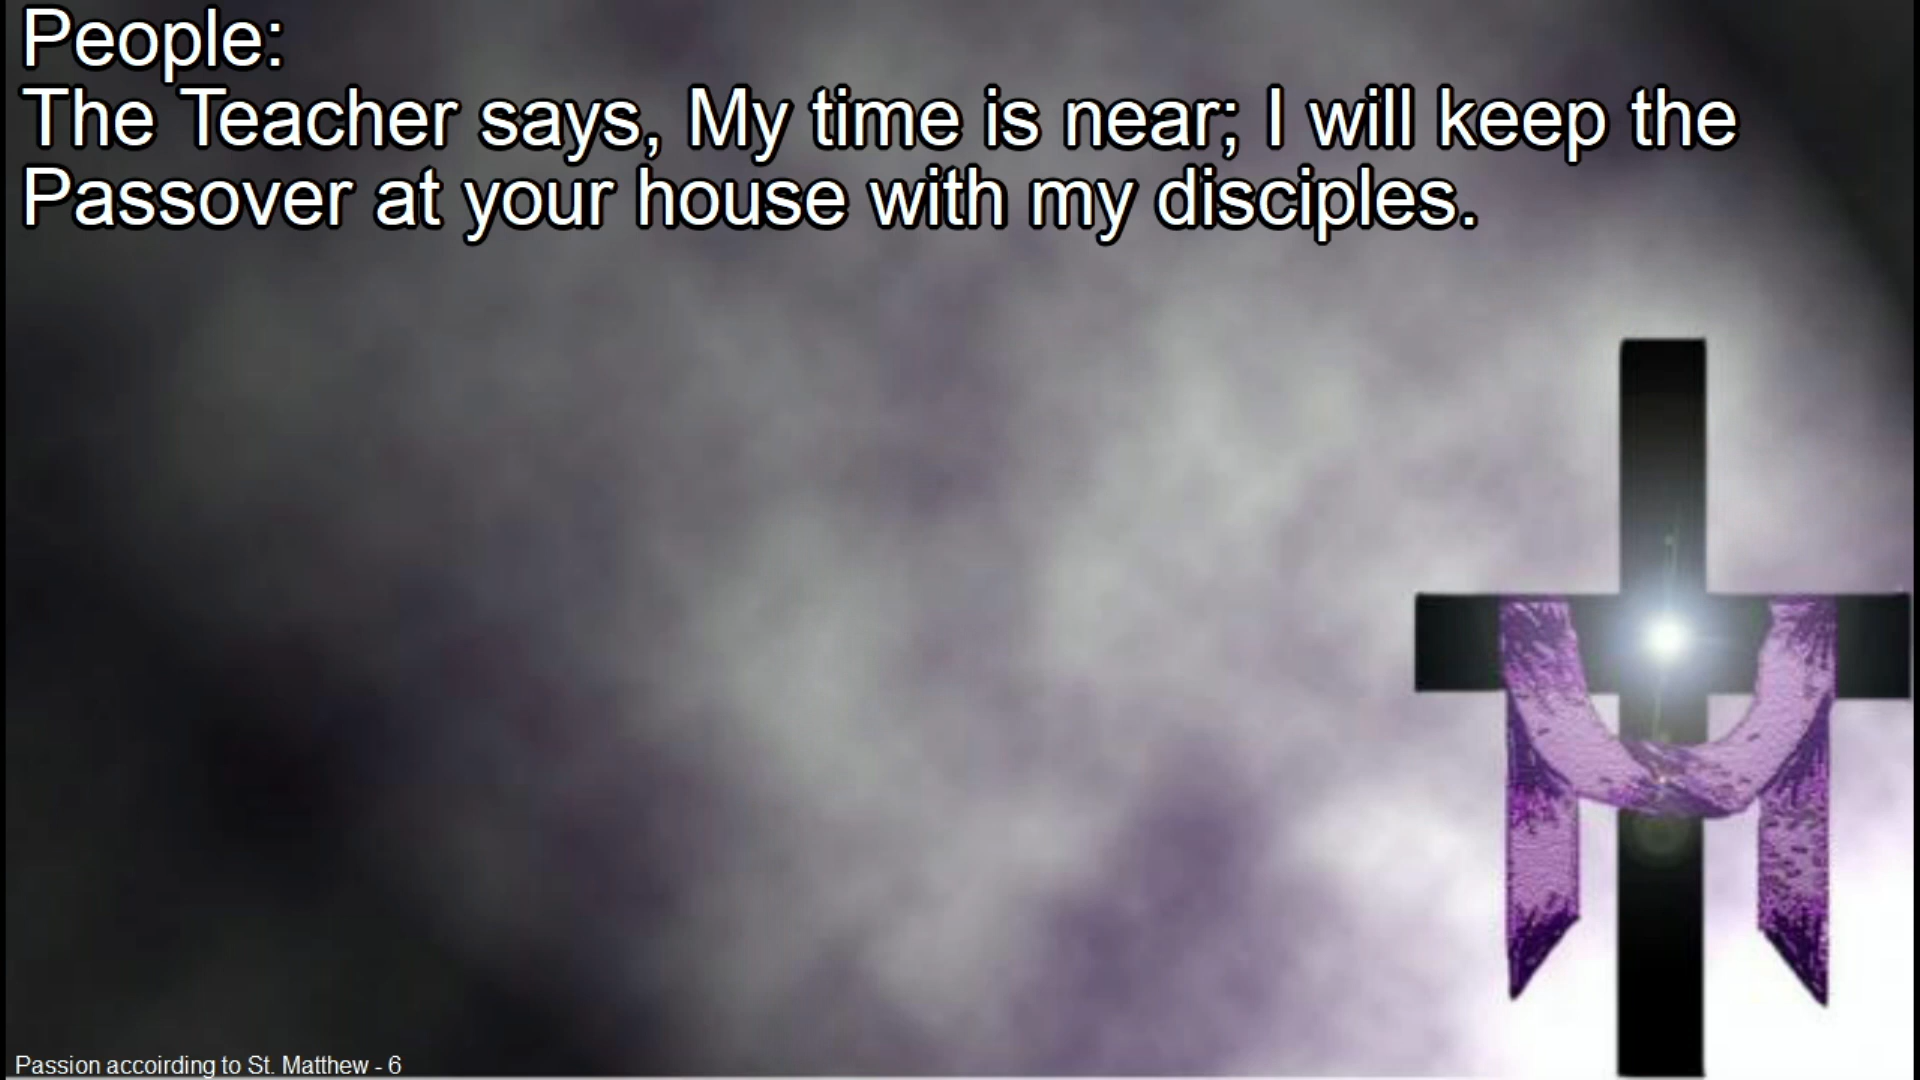 People:
The Teacher says, My time is near; I will keep the
Passover at your house with my disciples.
Passion accoirding to St. Matthew - 6